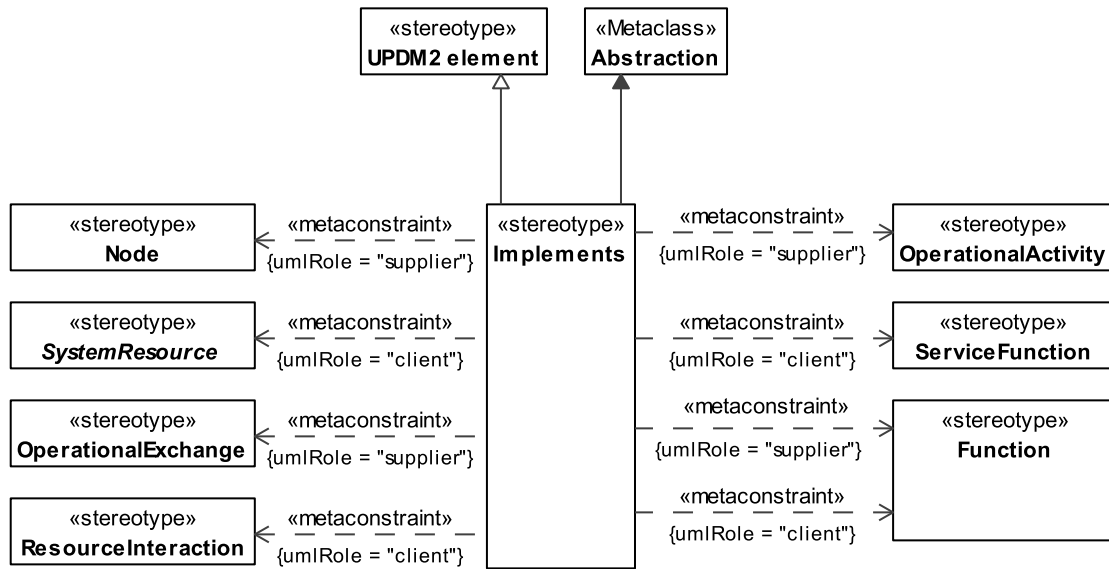 «stereotype»
UPDM2 element
«Metaclass»
Abstraction
«stereotype»
Node
«metaconstraint»
{umlRole = "supplier"}
«stereotype»
Implements
«metaconstraint»
{umlRole = "supplier"}
«stereotype»
OperationalActivity
«stereotype»
SystemResource
«metaconstraint»
{umlRole = "client"}
«metaconstraint»
{umlRole = "client"}
«stereotype»
ServiceFunction
«stereotype»
OperationalExchange
«metaconstraint»
{umlRole = "supplier"}
«metaconstraint»
{umlRole = "supplier"}
«stereotype»
Function
«stereotype»
ResourceInteraction
«metaconstraint»
{umlRole = "client"}
«metaconstraint»
{umlRole = "client"}